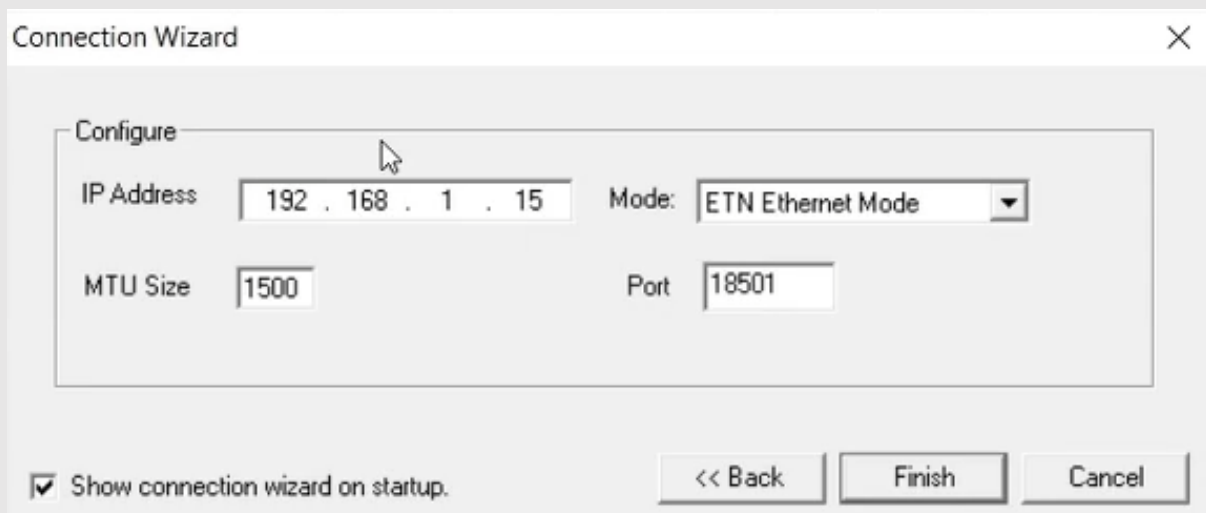 Connection Wizard
Configure
IP Address 192 . 168 . 1 . 15 Mode: ETN Ethernet Mode
MTU Size 1500 Port 18501
Show connection wizard on startup. << Back Finish Cancel